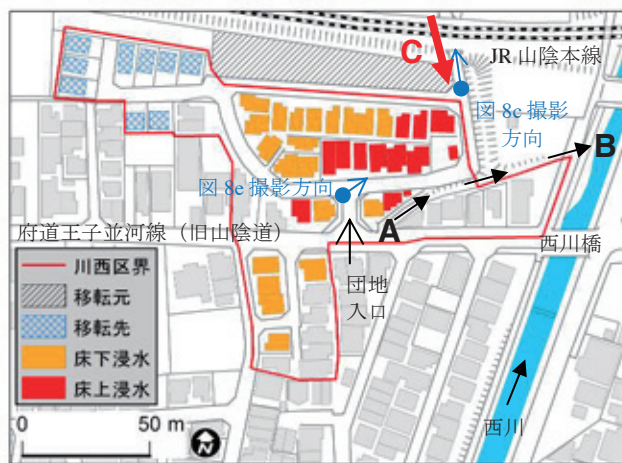 C
JR 山陰本線
図 8c 撮影
方向
B
図 8e 撮影方向
A
府道王子並河線（旧山陰道）
西川橋
団地
入口
川西区界
移転元
移転先
床下浸水
床上浸水
0 50 m
N
西川